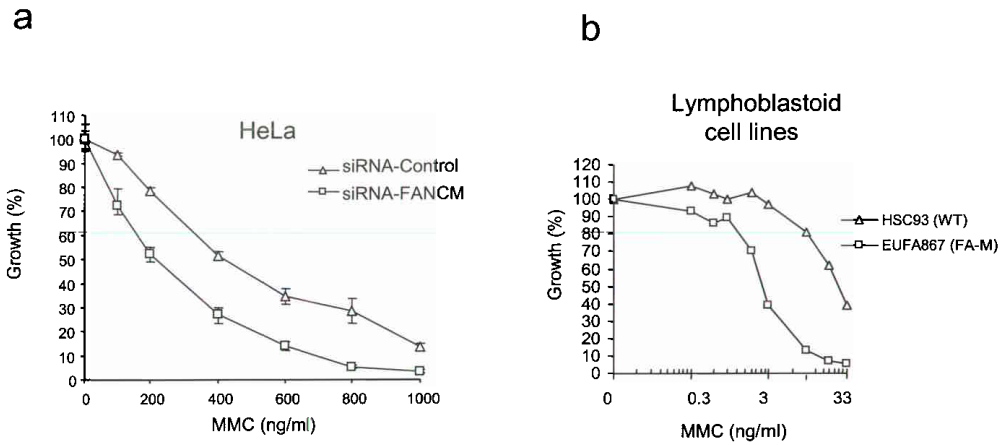 a
HeLa
siRNA-Control
siRNA-FANCM
Growth (%)
110
100
90
80
70
60
50
40
30
20
10
0
0 200 400 600 800 1000
MMC (ng/ml)
b
Lymphoblastoid
cell lines
HSC93 (WT)
EUFA867 (FA-M)
Growth (%)
120
110
100
90
80
70
60
50
40
30
20
10
0
0 0.3 3 33
MMC (ng/ml)